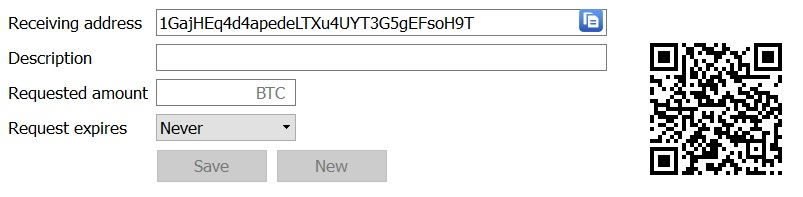 Receiving address 1GajHEq4d4apedeLTXu4UYT3G5gEFsoH9T
Description
Requested amount BTC
Request expires Never
Save New